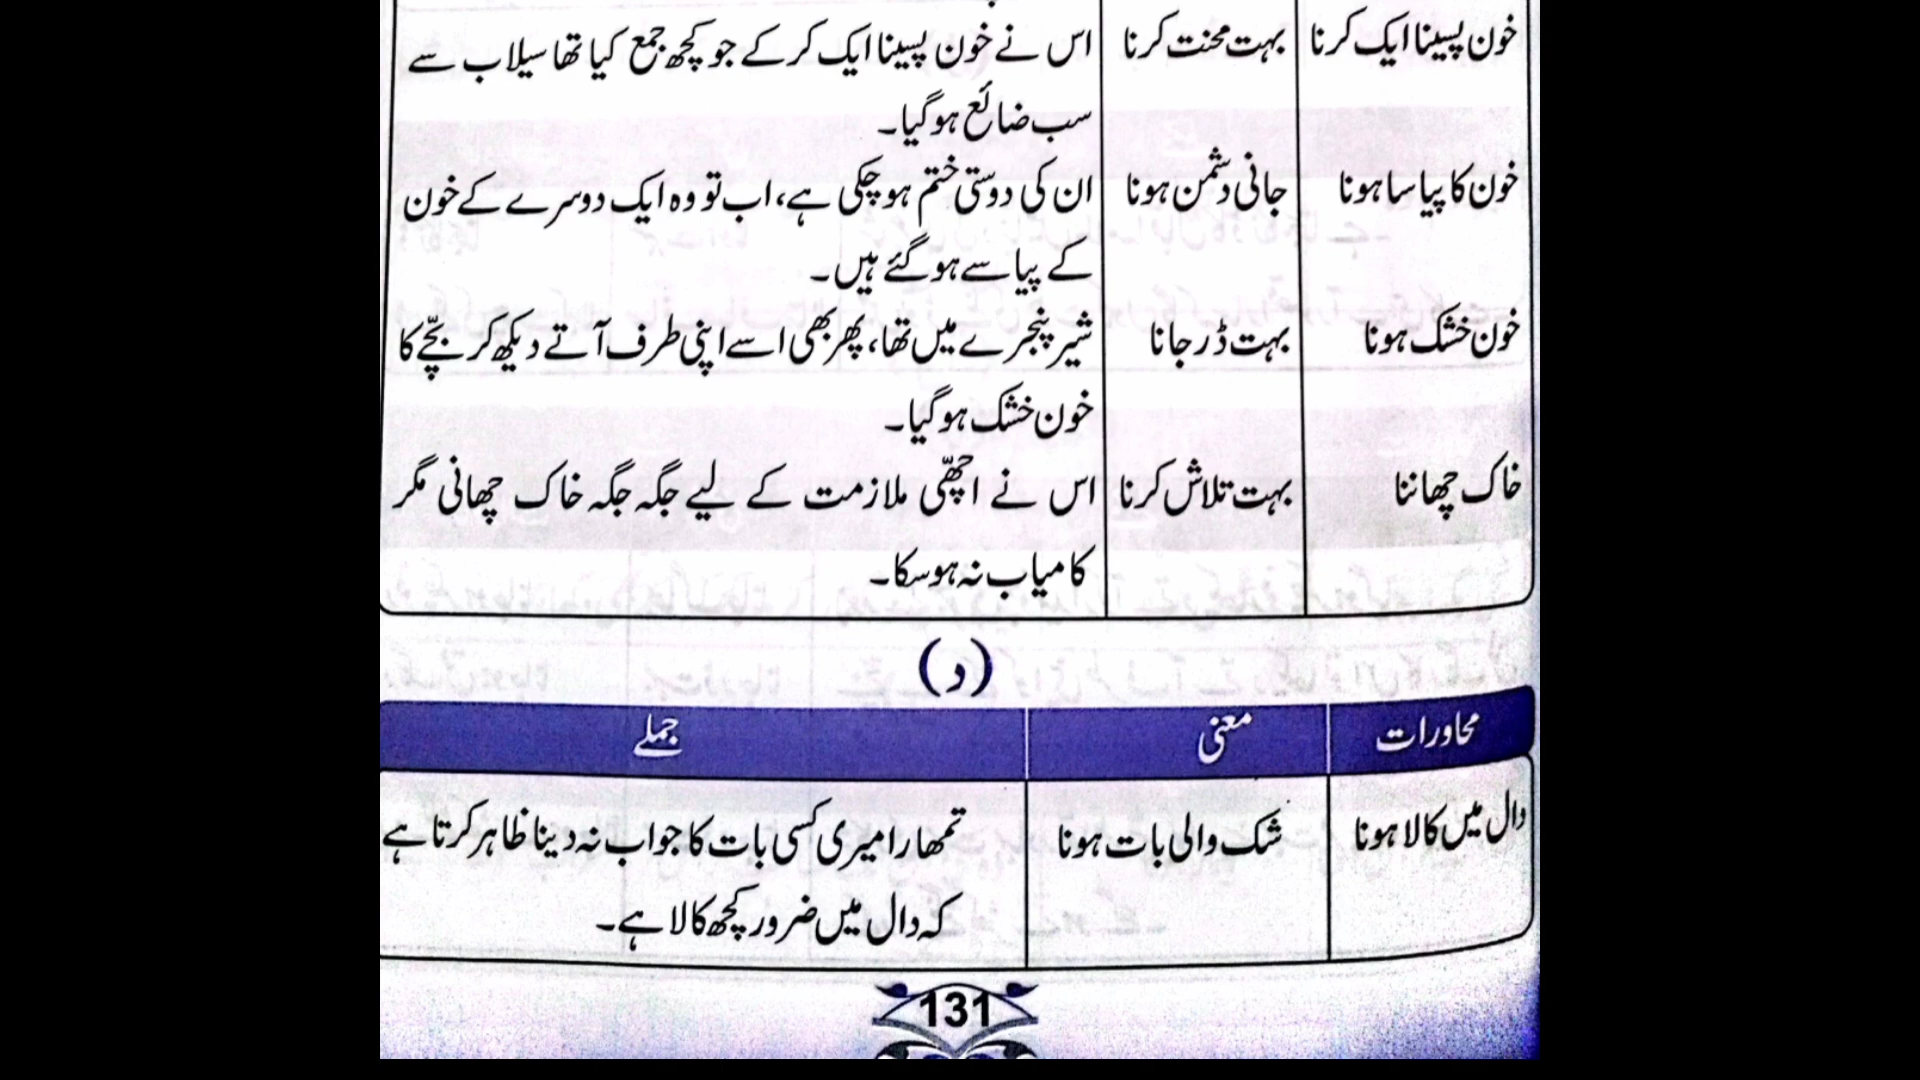 خون پسینا ایک کرنا بہت محنت کرنا اس نے خون پسینا ایک کر کے جو کچھ جمع کیا تھا سیلاب سے
سب ضائع ہو گیا۔
خون کا پیاسا ہونا جانی دشمن ہونا ان کی دوستی ختم ہو چکی ہے، اب تو وہ ایک دوسرے کے خون
کے پیاسے ہو گئے ہیں۔
خون خشک ہونا بہت ڈر جانا شیر پنجرے میں تھا، پھر بھی اسے اپنی طرف آتے دیکھ کر بچّے کا
خون خشک ہو گیا۔
خاک چھاننا بہت تلاش کرنا اس نے اچھّی ملازمت کے لیے جگہ جگہ خاک چھانی مگر
کامیاب نہ ہو سکا۔
(د)
محاورات معنی جملے
دال میں کالا ہونا شک والی بات ہونا تمھارا میری کسی بات کا جواب نہ دینا ظاہر کرتا ہے
کہ دال میں ضرور کچھ کالا ہے۔
131